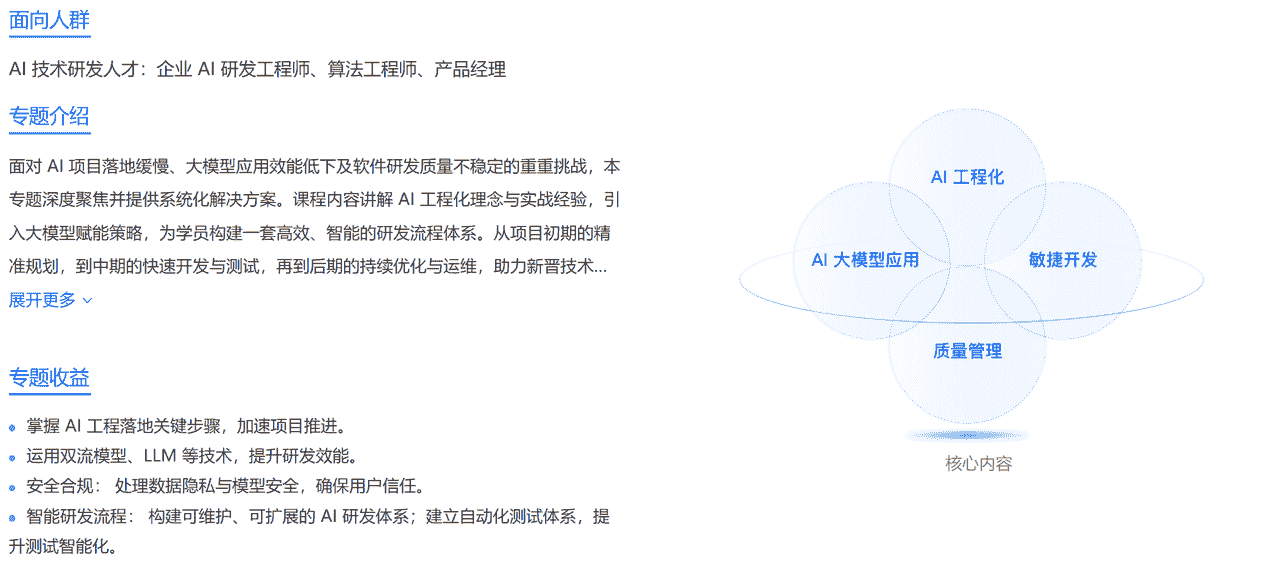 面向人群
AI 技术研发人才：企业 AI 研发工程师、算法工程师、产品经理
专题介绍
面对 AI 项目落地缓慢、大模型应用效能低下及软件研发质量不稳定的重重挑战，本
专题深度聚焦并提供系统化解决方案。课程内容讲解 AI 工程化理念与实战经验，引
入大模型赋能策略，为学员构建一套高效、智能的研发流程体系。从项目初期的精
准规划，到中期的快速开发与测试，再到后期的持续优化与运维，助力新晋技术...
展开更多
专题收益
掌握 AI 工程落地关键步骤，加速项目推进。
运用双流模型、LLM 等技术，提升研发效能。
安全合规： 处理数据隐私与模型安全，确保用户信任。
智能研发流程： 构建可维护、可扩展的 AI 研发体系；建立自动化测试体系，提
升测试智能化。
AI 工程化
AI 大模型应用
敏捷开发
质量管理
核心内容